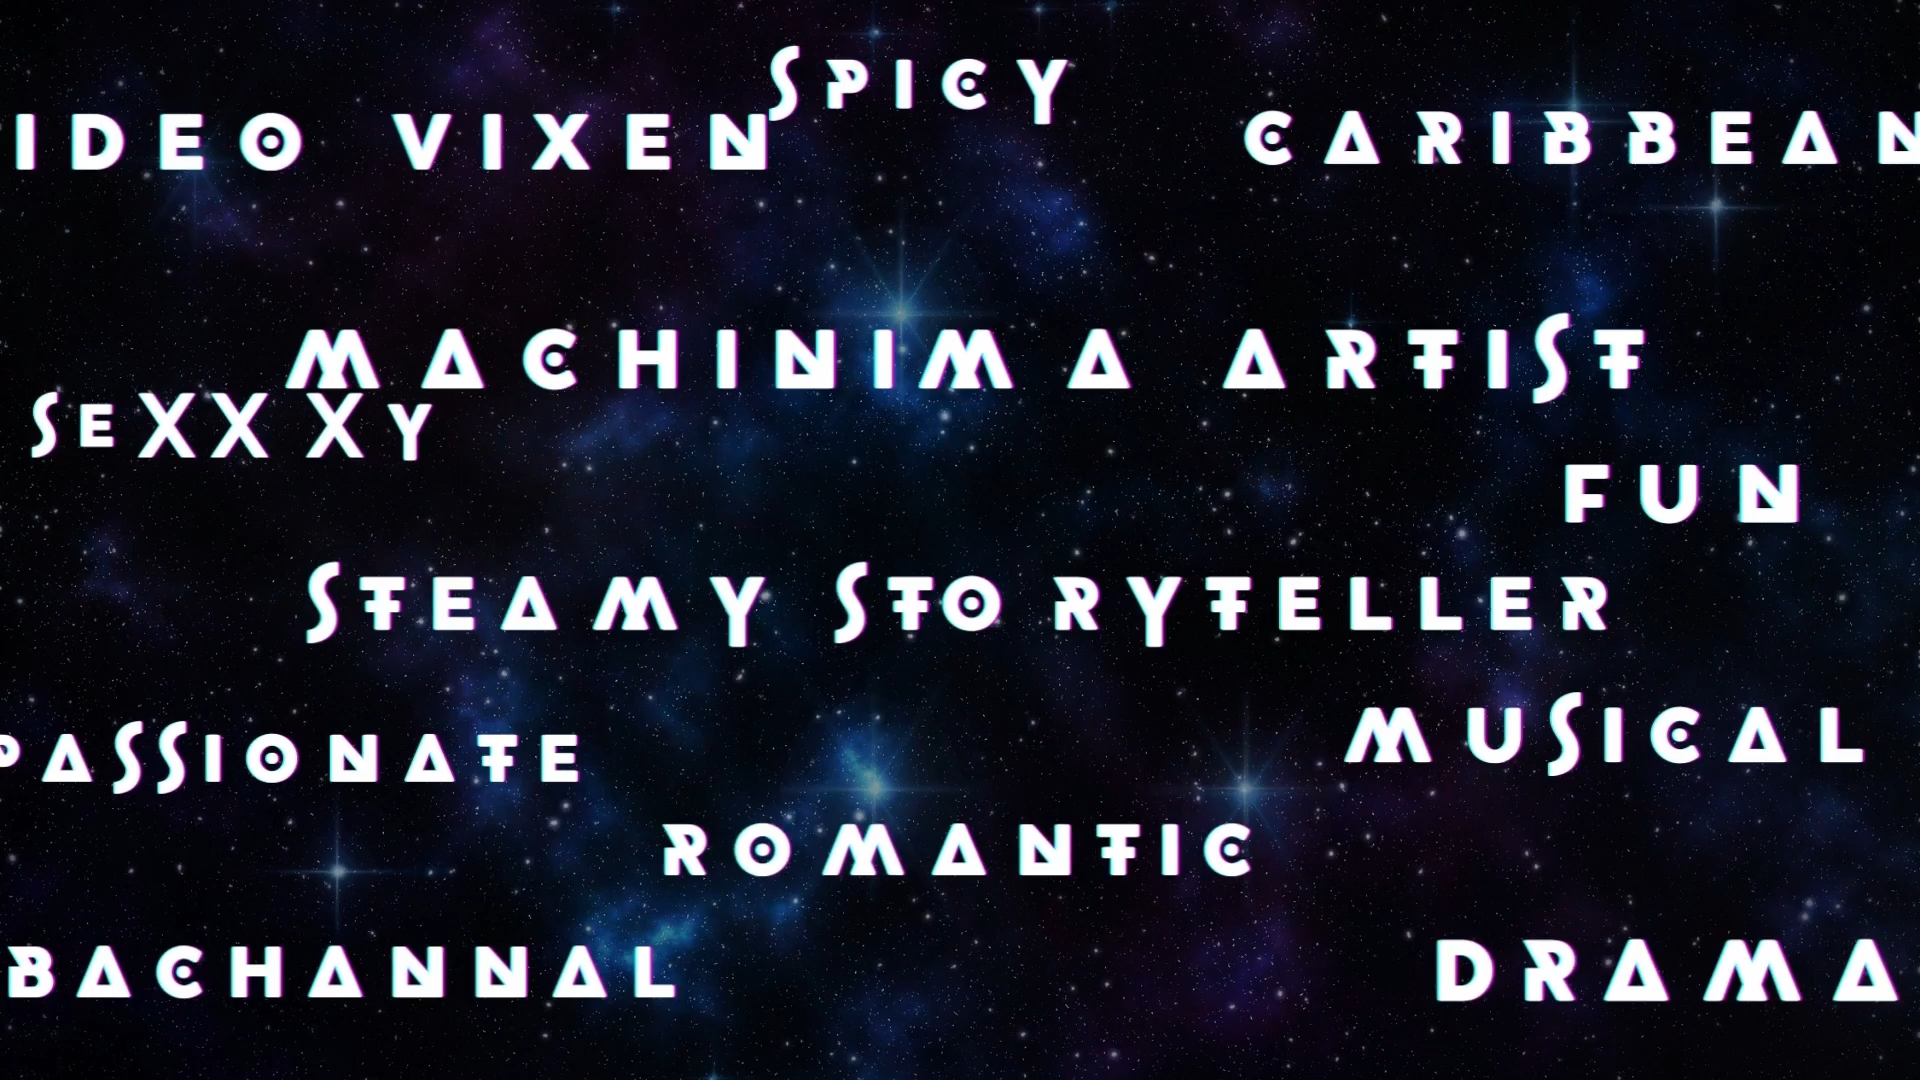 SPICY
IDEO VIXEN
CARIBBEAN
MACHINIMA ARTIST
SeXXXy
FUN
STEAMY STORYTELLER
MUSICAL
PASSIONATE
ROMANTIC
BACHANNAL
DRAMA